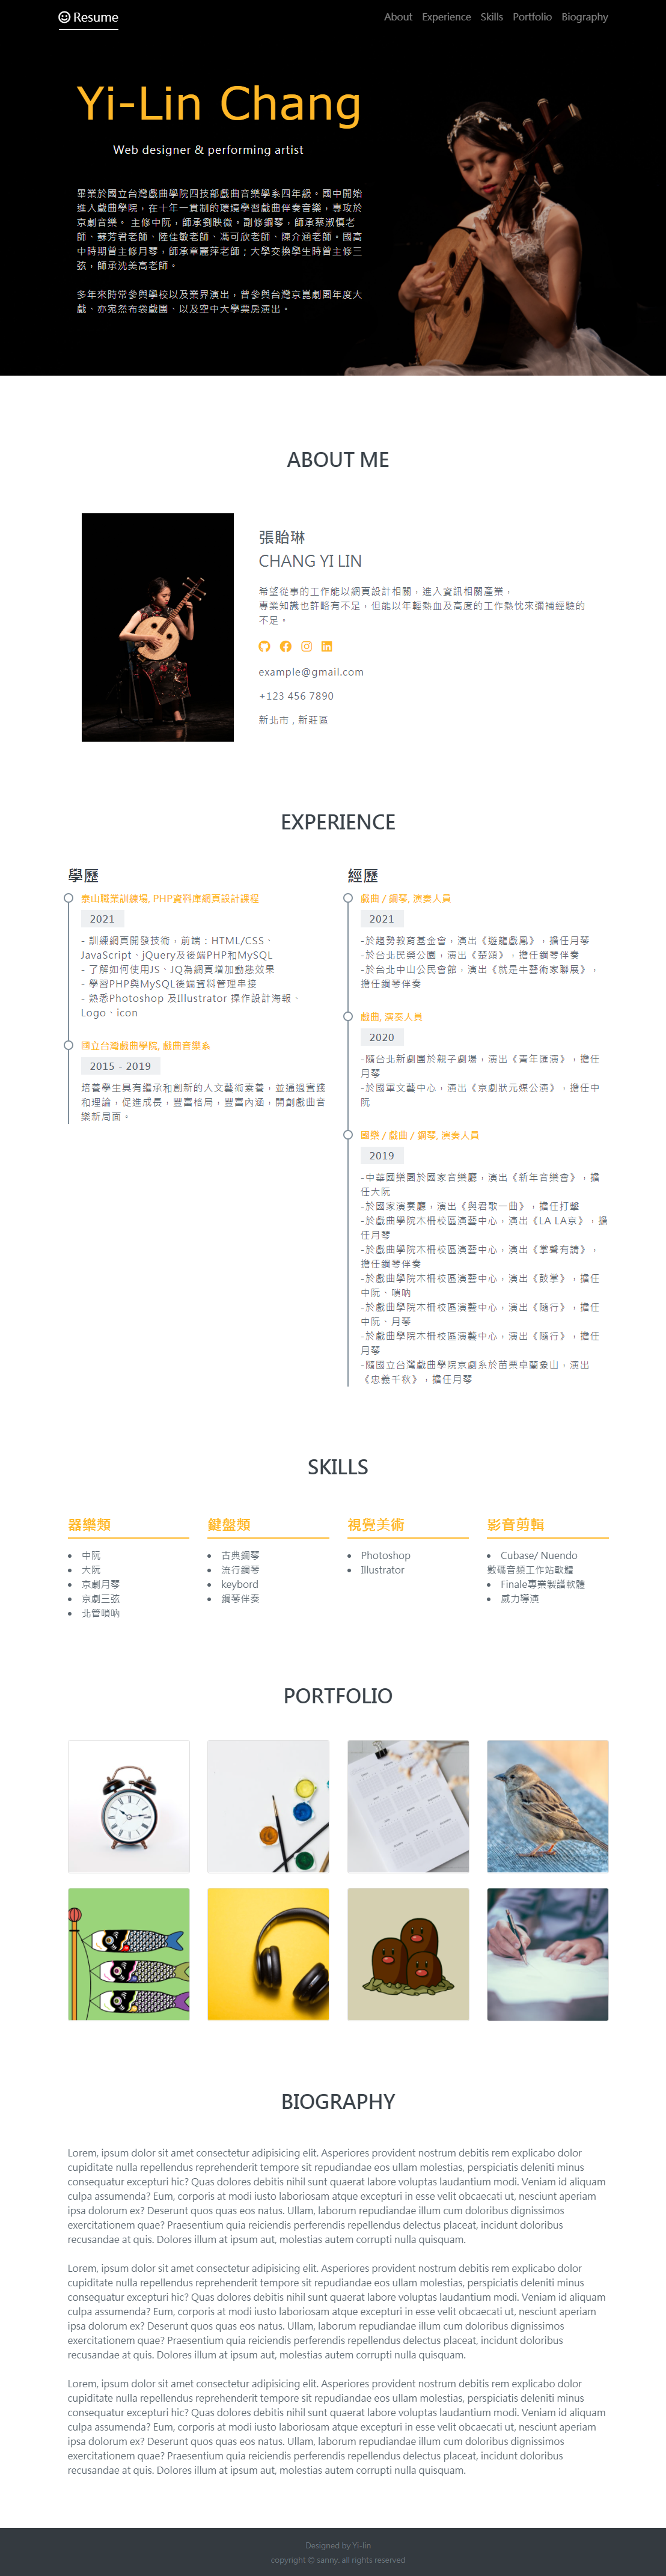 Resume
About Experience Skills Portfolio Biography
Yi-Lin Chang
Web designer & performing artist
畢業於國立台灣戲曲學院四技部戲曲音樂學系四年級。國中開始
進入戲曲學院，在十年一貫制的環境學習戲曲伴奏音樂，專攻於
京劇音樂。 主修中阮，師承劉映微。副修鋼琴，師承蔡淑慎老
師、蘇芳君老師、陸佳敏老師、馮可欣老師、陳介涵老師。國高
中時期曾主修月琴，師承章麗萍老師；大學交換學生時曾主修三
弦，師承沈美高老師。
多年來時常參與學校以及業界演出，曾參與台灣京崑劇團年度大
戲、亦宛然布袋戲團、以及空中大學票房演出。
ABOUT ME
張貽琳
CHANG YI LIN
希望從事的工作能以網頁設計相關，進入資訊相關產業，
專業知識也許略有不足，但能以年輕熱血及高度的工作熱忱來彌補經驗的
不足。
example@gmail.com
+123 456 7890
新北市 , 新莊區
EXPERIENCE
學歷
泰山職業訓練場, PHP資料庫網頁設計課程
2021
- 訓練網頁開發技術，前端：HTML/CSS、
JavaScript、jQuery及後端PHP和MySQL
- 了解如何使用JS、JQ為網頁增加動態效果
- 學習PHP與MySQL後端資料管理串接
- 熟悉Photoshop 及Illustrator 操作設計海報、
Logo、icon
國立台灣戲曲學院, 戲曲音樂系
2015 - 2019
培養學生具有繼承和創新的人文藝術素養，並通過實踐
和理論，促進成長，豐富格局，豐富內涵，開創戲曲音
樂新局面。
經歷
戲曲 / 鋼琴, 演奏人員
2021
-於趨勢教育基金會，演出《遊龍戲鳳》，擔任月琴
-於台北民榮公園，演出《楚頌》，擔任鋼琴伴奏
-於台北中山公民會館，演出《就是牛藝術家聯展》，
擔任鋼琴伴奏
戲曲, 演奏人員
2020
-隨台北新劇團於親子劇場，演出《青年匯演》，擔任
月琴
-於國軍文藝中心，演出《京劇狀元媒公演》，擔任中
阮
國樂 / 戲曲 / 鋼琴, 演奏人員
2019
-中華國樂團於國家音樂廳，演出《新年音樂會》，擔
任大阮
-於國家演奏廳，演出《與君歌一曲》，擔任打擊
-於戲曲學院木柵校區演藝中心，演出《LA LA京》，擔
任月琴
-於戲曲學院木柵校區演藝中心，演出《掌聲有請》，
擔任鋼琴伴奏
-於戲曲學院木柵校區演藝中心，演出《鼓掌》，擔任
中阮、嗩吶
-於戲曲學院木柵校區演藝中心，演出《隨行》，擔任
中阮、月琴
-於戲曲學院木柵校區演藝中心，演出《隨行》，擔任
月琴
-隨國立台灣戲曲學院京劇系於苗栗卓蘭象山，演出
《忠義千秋》，擔任月琴
SKILLS
器樂類
中阮
大阮
京劇月琴
京劇三弦
北管嗩吶
鍵盤類
古典鋼琴
流行鋼琴
keybord
鋼琴伴奏
視覺美術
Photoshop
Illustrator
影音剪輯
Cubase/ Nuendo
數碼音頻工作站軟體
Finale專業製譜軟體
威力導演
PORTFOLIO
BIOGRAPHY
Lorem, ipsum dolor sit amet consectetur adipisicing elit. Asperiores provident nostrum debitis rem explicabo dolor
cupiditate nulla repellendus reprehenderit tempore sit repudiandae eos ullam molestias, perspiciatis deleniti minus
consequatur excepturi hic? Quas dolores debitis nihil sunt quaerat labore voluptas laudantium modi. Veniam id aliquam
culpa assumenda? Eum, corporis at modi iusto laboriosam atque excepturi in esse velit obcaecati ut, nesciunt aperiam
ipsa dolorum ex? Deserunt quos quas eos natus. Ullam, laborum repudiandae illum cum doloribus dignissimos
exercitationem quae? Praesentium quia reiciendis perferendis repellendus delectus placeat, incidunt doloribus
recusandae at quis. Dolores illum at ipsum aut, molestias autem corrupti nulla quisquam.
Lorem, ipsum dolor sit amet consectetur adipisicing elit. Asperiores provident nostrum debitis rem explicabo dolor
cupiditate nulla repellendus reprehenderit tempore sit repudiandae eos ullam molestias, perspiciatis deleniti minus
consequatur excepturi hic? Quas dolores debitis nihil sunt quaerat labore voluptas laudantium modi. Veniam id aliquam
culpa assumenda? Eum, corporis at modi iusto laboriosam atque excepturi in esse velit obcaecati ut, nesciunt aperiam
ipsa dolorum ex? Deserunt quos quas eos natus. Ullam, laborum repudiandae illum cum doloribus dignissimos
exercitationem quae? Praesentium quia reiciendis perferendis repellendus delectus placeat, incidunt doloribus
recusandae at quis. Dolores illum at ipsum aut, molestias autem corrupti nulla quisquam.
Lorem, ipsum dolor sit amet consectetur adipisicing elit. Asperiores provident nostrum debitis rem explicabo dolor
cupiditate nulla repellendus reprehenderit tempore sit repudiandae eos ullam molestias, perspiciatis deleniti minus
consequatur excepturi hic? Quas dolores debitis nihil sunt quaerat labore voluptas laudantium modi. Veniam id aliquam
culpa assumenda? Eum, corporis at modi iusto laboriosam atque excepturi in esse velit obcaecati ut, nesciunt aperiam
ipsa dolorum ex? Deserunt quos quas eos natus. Ullam, laborum repudiandae illum cum doloribus dignissimos
exercitationem quae? Praesentium quia reiciendis perferendis repellendus delectus placeat, incidunt doloribus
recusandae at quis. Dolores illum at ipsum aut, molestias autem corrupti nulla quisquam.
Designed by Yi-lin
copyright © sanny. all rights reserved